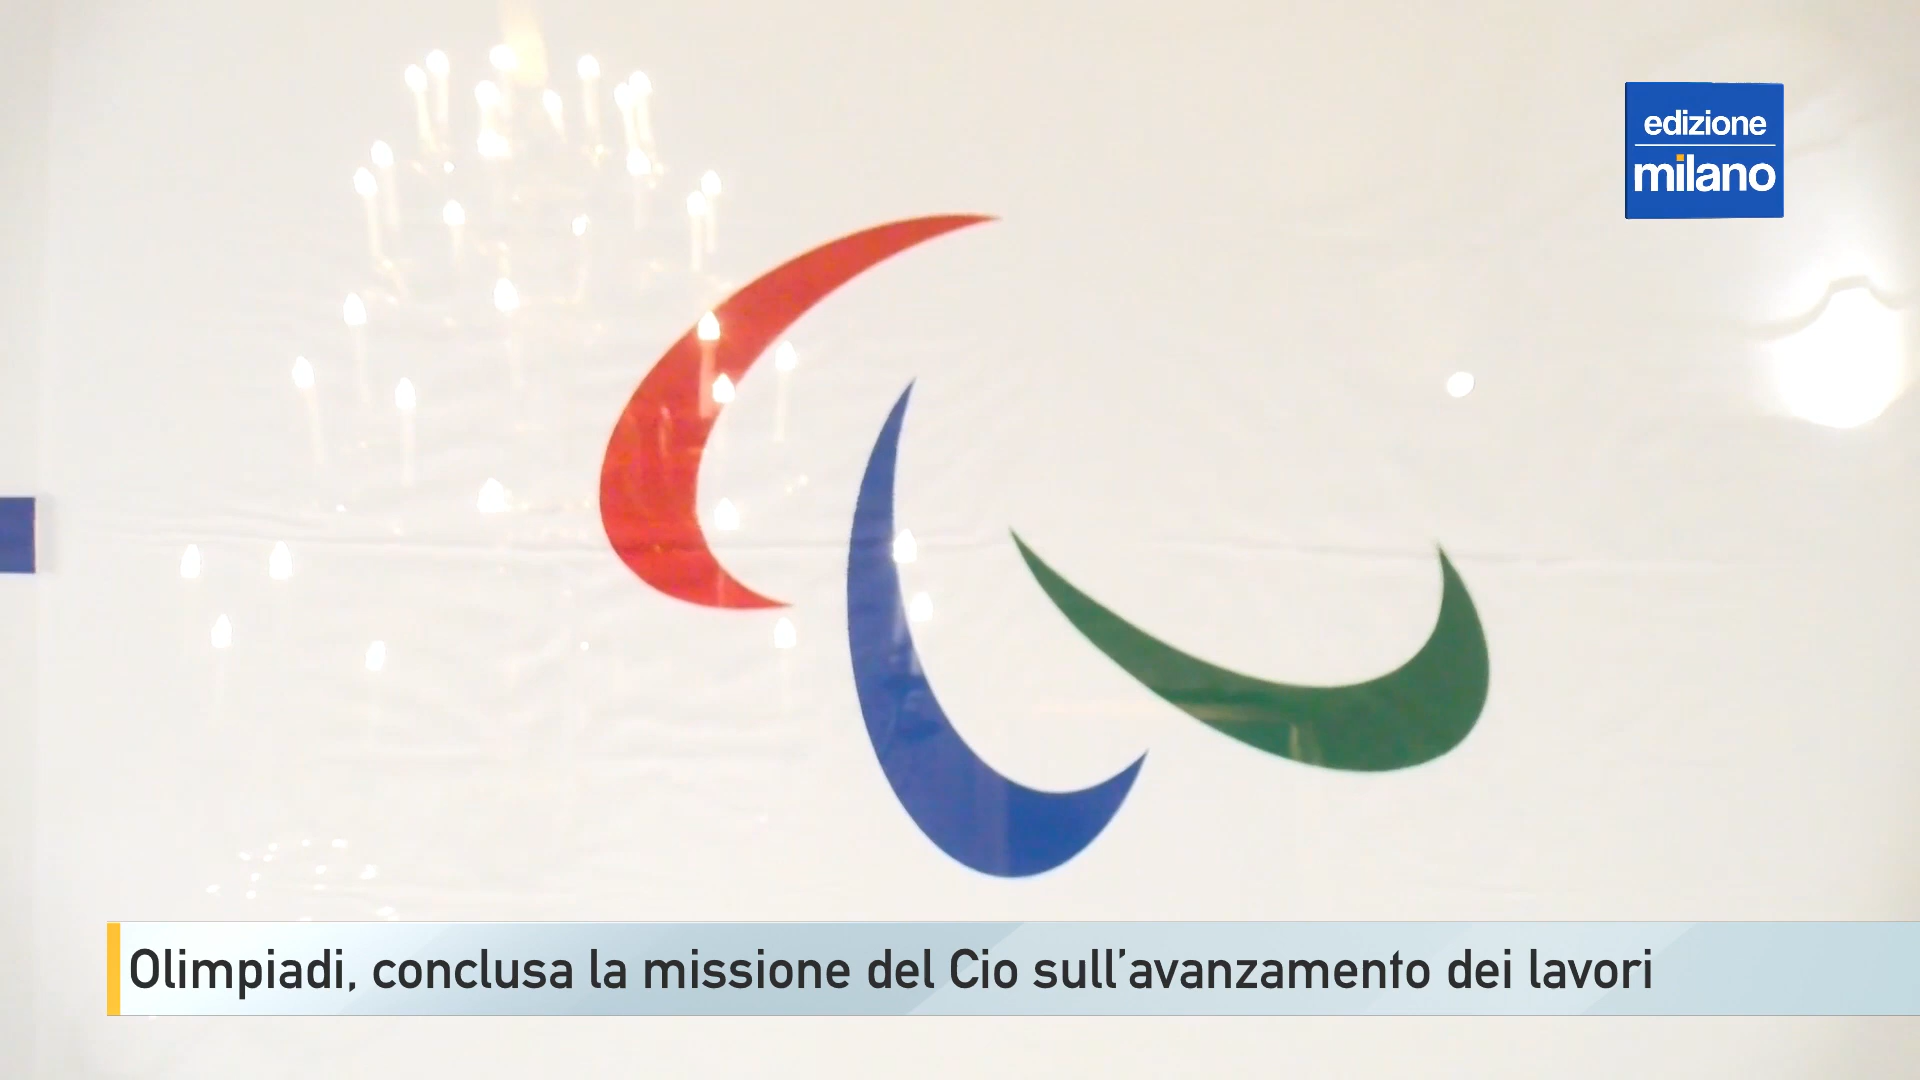 edizione
milano
Olimpiadi, conclusa la missione del Cio sull'avanzamento dei lavori